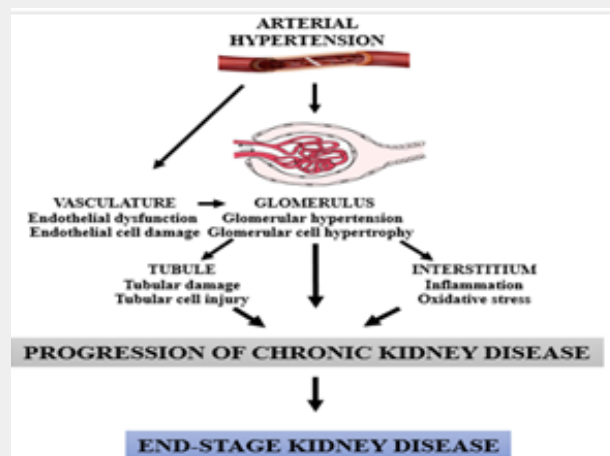 ARTERIAL
HYPERTENSION
VASCULATURE
Endothelial dysfunction
Endothelial cell damage
GLOMERULUS
Glomerular hypertension
Glomerular cell hypertrophy
TUBULE
Tubular damage
Tubular cell injury
INTERSTITIUM
Inflammation
Oxidative stress
PROGRESSION OF CHRONIC KIDNEY DISEASE
END-STAGE KIDNEY DISEASE